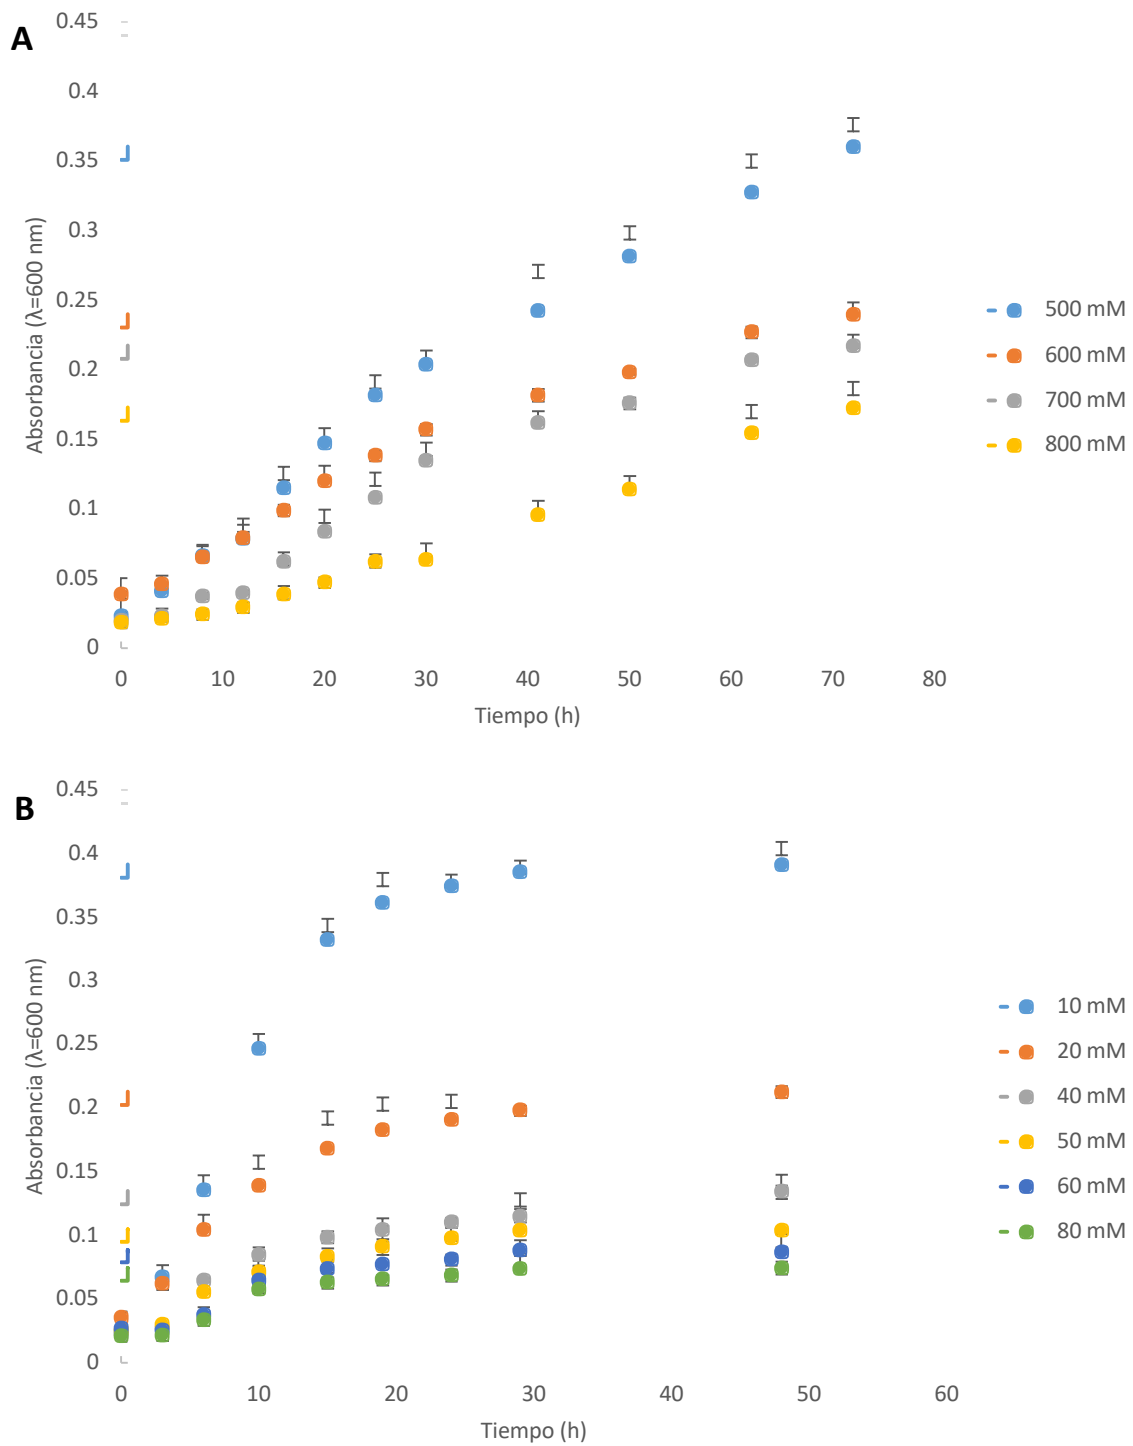 A
0.45
0.4
0.35
0.3
0.25
0.2
0.15
0.1
0.05
0
Absorbancia (λ=600 nm)
0 10 20 30 40 50 60 70 80
Tiempo (h)
500 mM
600 mM
700 mM
800 mM
B
0.45
0.4
0.35
0.3
0.25
0.2
0.15
0.1
0.05
0
Absorbancia (λ=600 nm)
0 10 20 30 40 50 60
Tiempo (h)
10 mM
20 mM
40 mM
50 mM
60 mM
80 mM